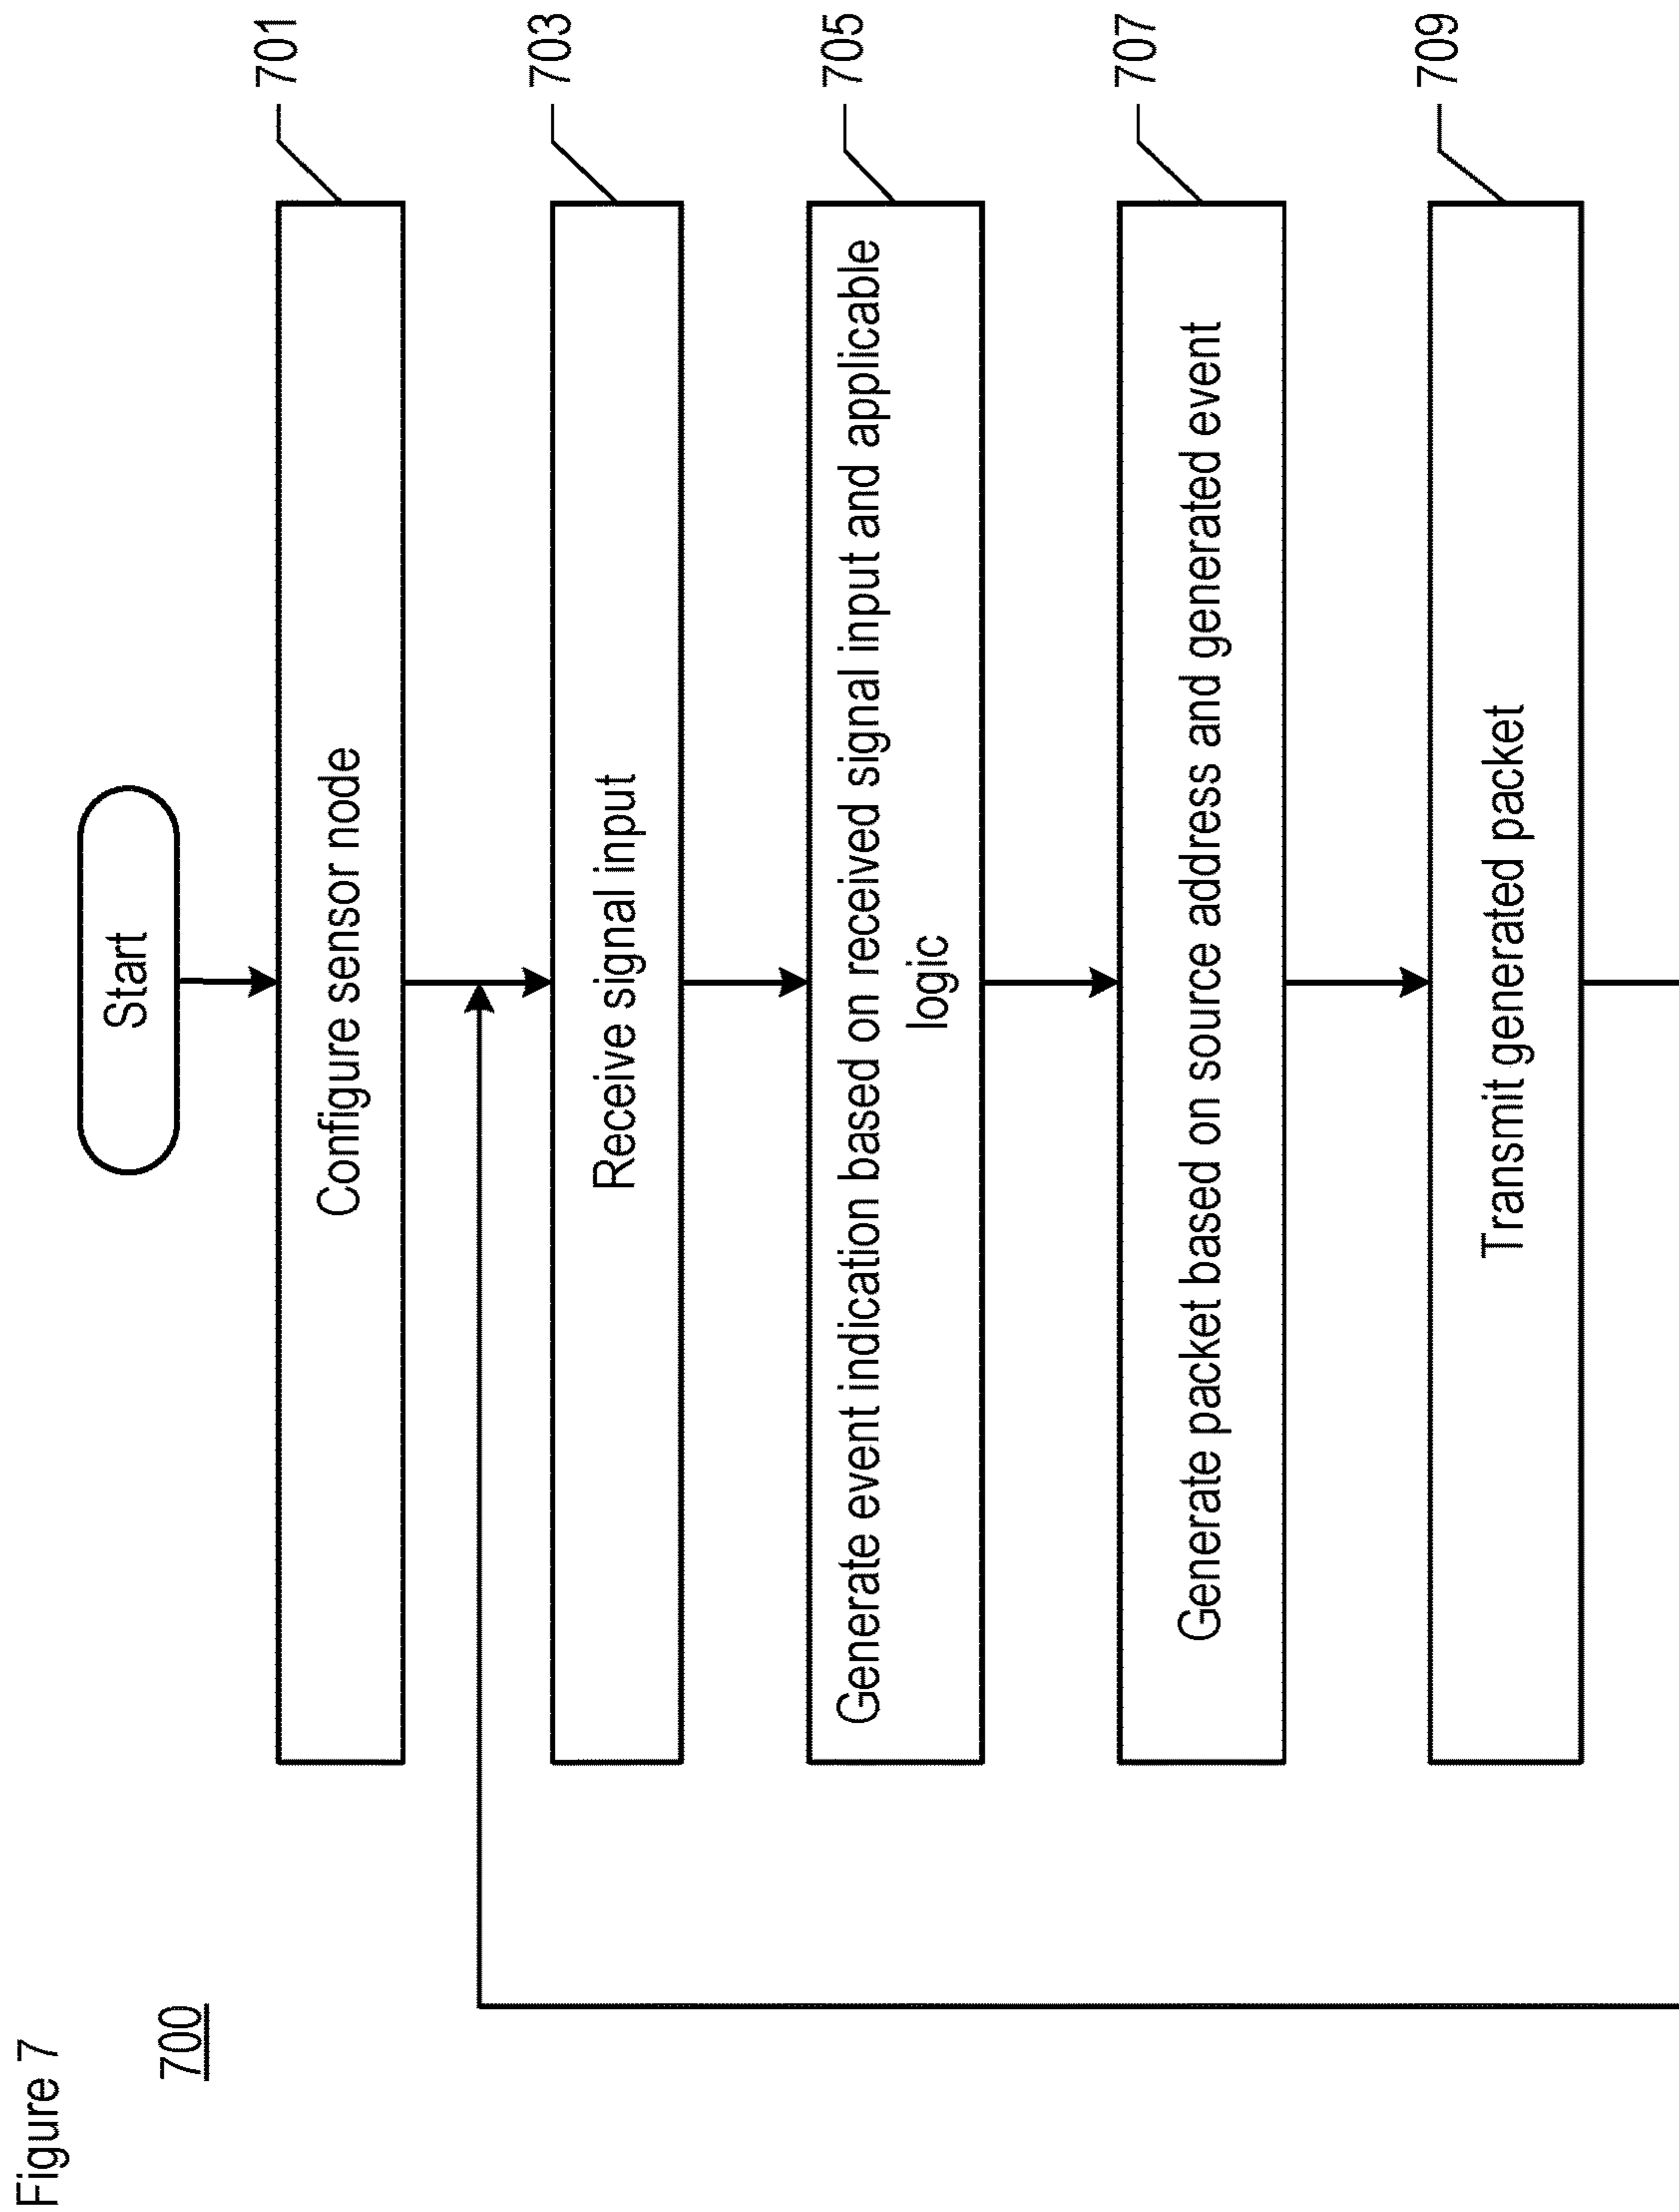 Figure 7
700
Start
Configure sensor node
701
Receive signal input
703
Generate event indication based on received signal input and applicable
logic
705
Generate packet based on source address and generated event
707
Transmit generated packet
709